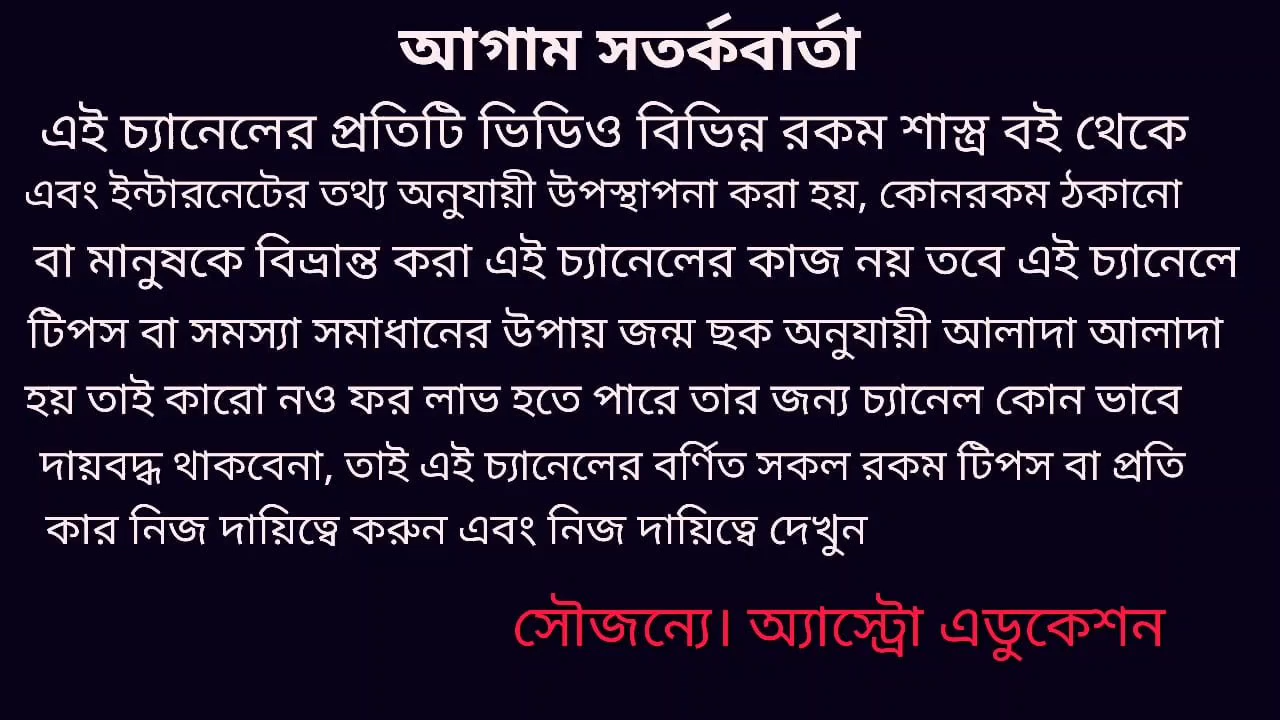 আগাম সতর্কবার্তা
এই চ্যানেলের প্রতিটি ভিডিও বিভিন্ন রকম শাস্ত্র বই থেকে
এবং ইন্টারনেটের তথ্য অনুযায়ী উপস্থাপনা করা হয়, কোনরকম ঠকানো
বা মানুষকে বিভ্রান্ত করা এই চ্যানেলের কাজ নয় তবে এই চ্যানেলে
টিপস বা সমস্যা সমাধানের উপায় জন্ম ছক অনুযায়ী আলাদা আলাদা
হয় তাই কারো নও ফর লাভ হতে পারে তার জন্য চ্যানেল কোন ভাবে
দায়বদ্ধ থাকবেনা, তাই এই চ্যানেলের বর্ণিত সকল রকম টিপস বা প্রতি
কার নিজ দায়িত্বে করুন এবং নিজ দায়িত্বে দেখুন
সৌজন্যে। অ্যাস্ট্রো এডুকেশন